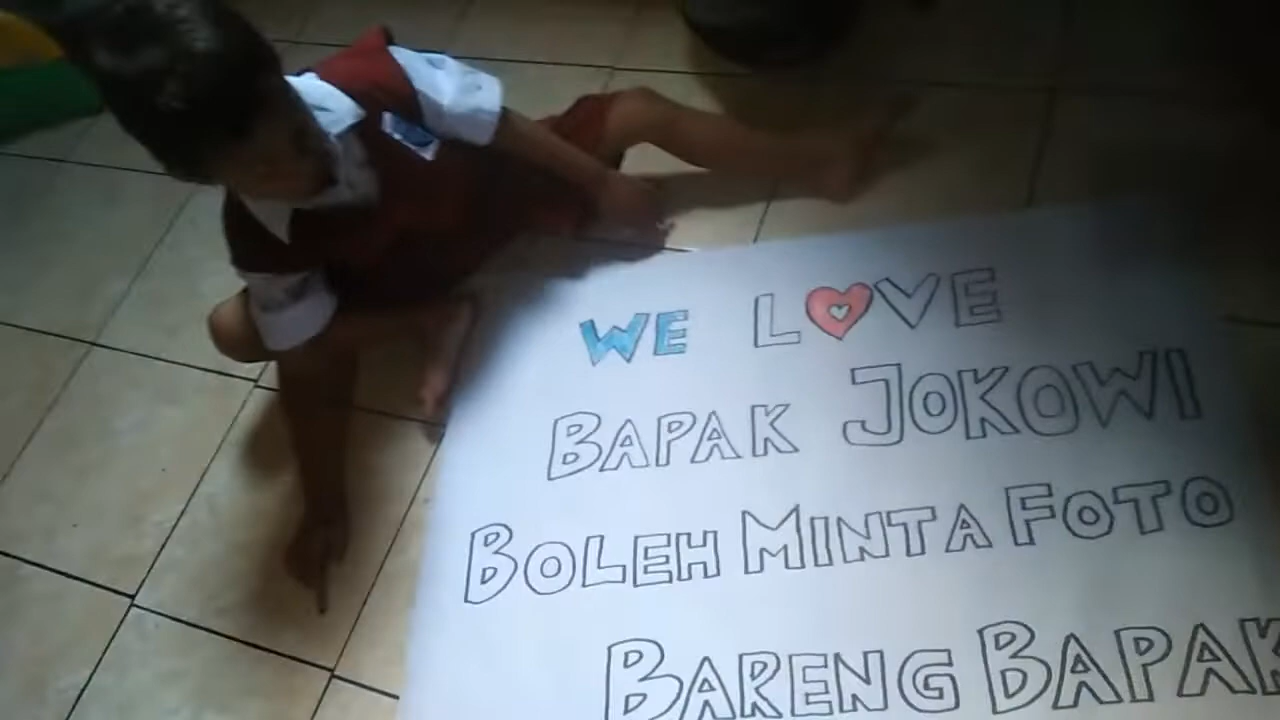 WE LOVE
BAPAK JOKOWI
BOLEH MINTA FOTO
BARENG BAPAK